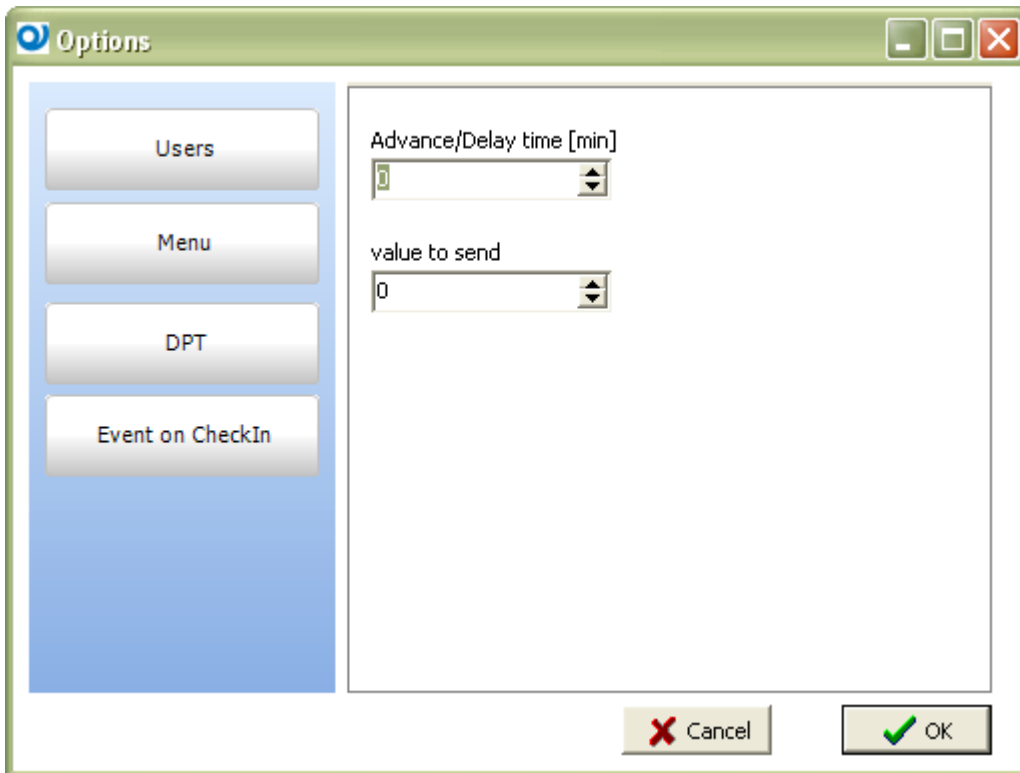 Options
Users
Menu
DPT
Event on CheckIn
Advance/Delay time [min]
0
value to send
0
Cancel
OK